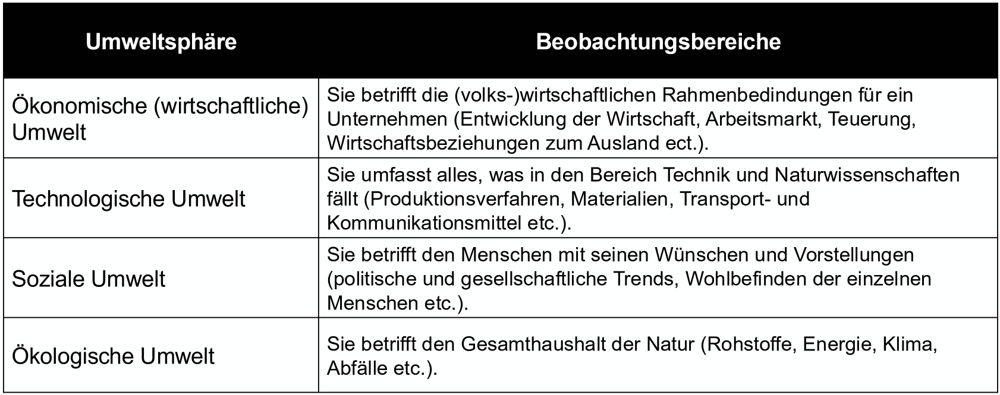 Umweltsphäre
Beobachtungsbereiche
Ökonomische (wirtschaftliche)
Umwelt
Sie betrifft die (volks-)wirtschaftlichen Rahmenbedindungen für ein
Unternehmen (Entwicklung der Wirtschaft, Arbeitsmarkt, Teuerung,
Wirtschaftsbeziehungen zum Ausland ect.).
Technologische Umwelt
Sie umfasst alles, was in den Bereich Technik und Naturwissenschaften
fällt (Produktionsverfahren, Materialien, Transport- und
Kommunikationsmittel etc.).
Soziale Umwelt
Sie betrifft den Menschen mit seinen Wünschen und Vorstellungen
(politische und gesellschaftliche Trends, Wohlbefinden der einzelnen
Menschen etc.).
Ökologische Umwelt
Sie betrifft den Gesamthaushalt der Natur (Rohstoffe, Energie, Klima,
Abfälle etc.).